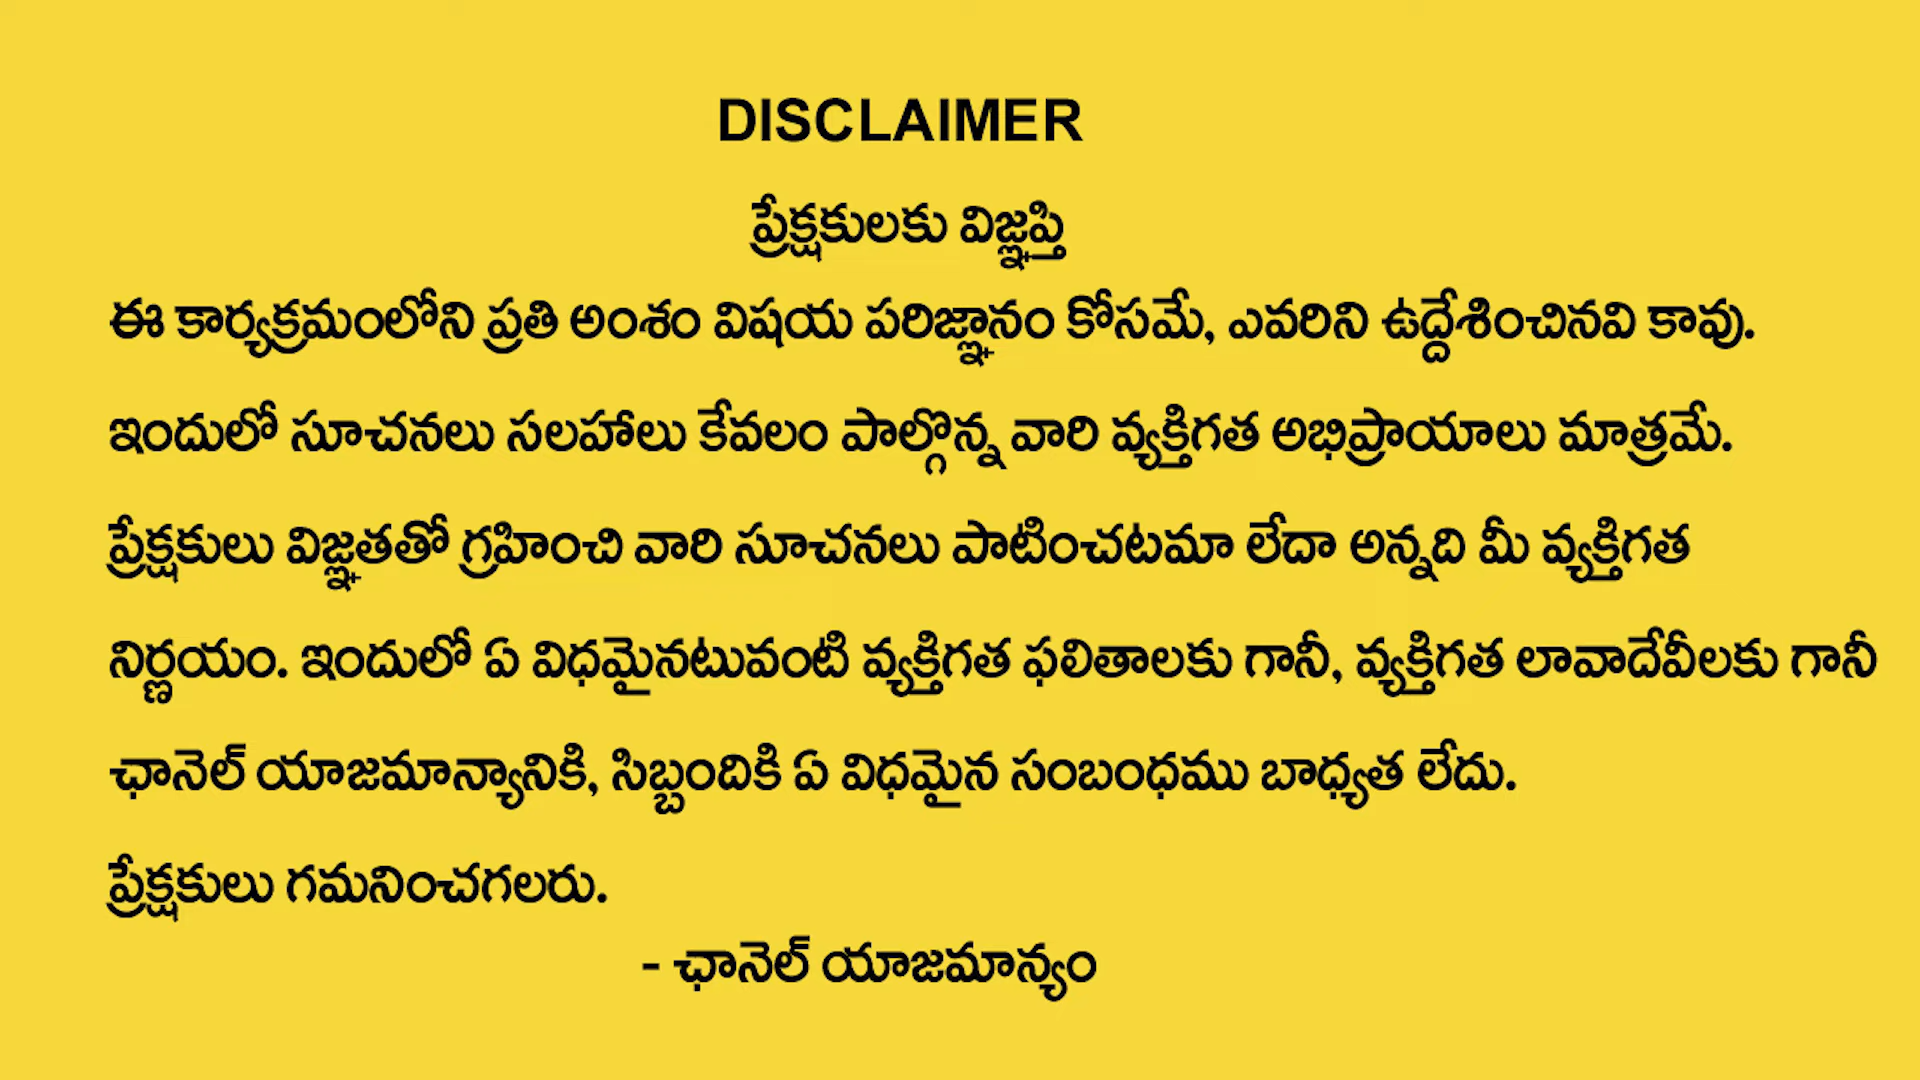 DISCLAIMER
ప్రేక్షకులకు విజ్ఞప్తి
ఈ కార్యక్రమంలోని ప్రతి అంశం విషయ పరిజ్ఞానం కోసమే, ఎవరిని ఉద్దేశించినవి కావు.
ఇందులో సూచనలు సలహాలు కేవలం పాల్గొన్న వారి వ్యక్తిగత అభిప్రాయాలు మాత్రమే.
ప్రేక్షకులు విజ్ఞతతో గ్రహించి వారి సూచనలు పాటించటమా లేదా అన్నది మీ వ్యక్తిగత
నిర్ణయం. ఇందులో ఏ విధమైనటువంటి వ్యక్తిగత ఫలితాలకు గానీ, వ్యక్తిగత లావాదేవీలకు గానీ
ఛానెల్ యాజమాన్యానికి, సిబ్బందికి ఏ విధమైన సంబంధము బాధ్యత లేదు.
ప్రేక్షకులు గమనించగలరు.
- ఛానెల్ యాజమాన్యం